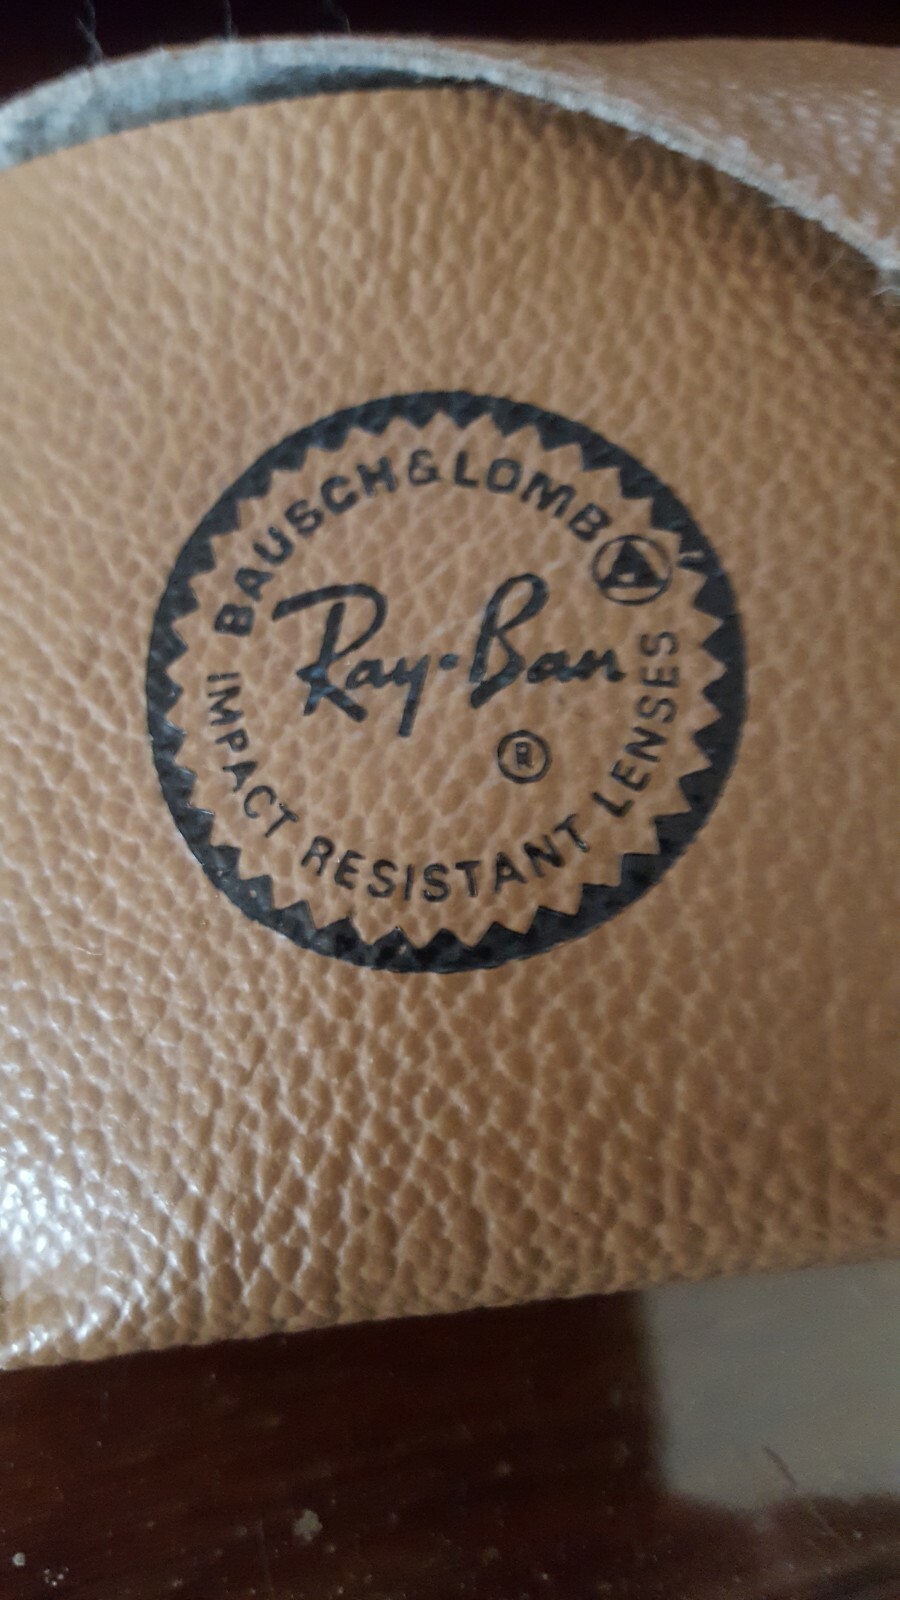 BAUSCH & LOMB
Ray-Ban
®
IMPACT RESISTANT LENSES